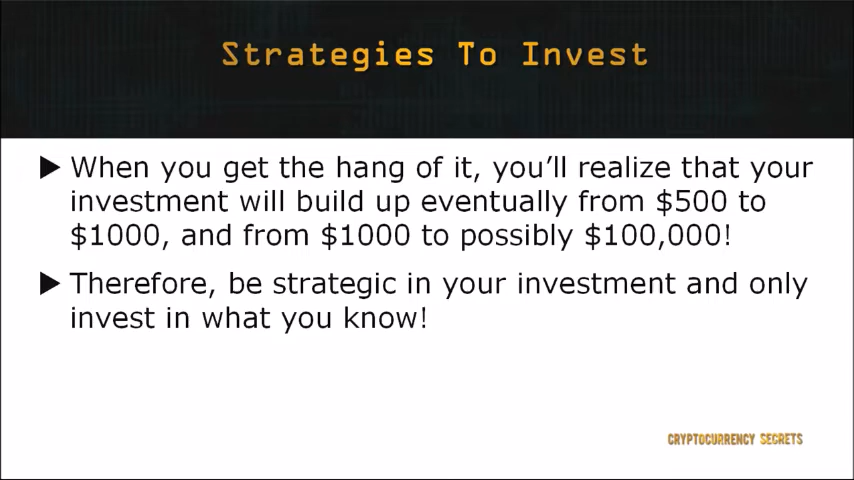 Strategies To Invest
When you get the hang of it, you’ll realize that your
investment will build up eventually from $500 to
$1000, and from $1000 to possibly $100,000!
Therefore, be strategic in your investment and only
invest in what you know!
CRYPTOCURRENCY SECRETS